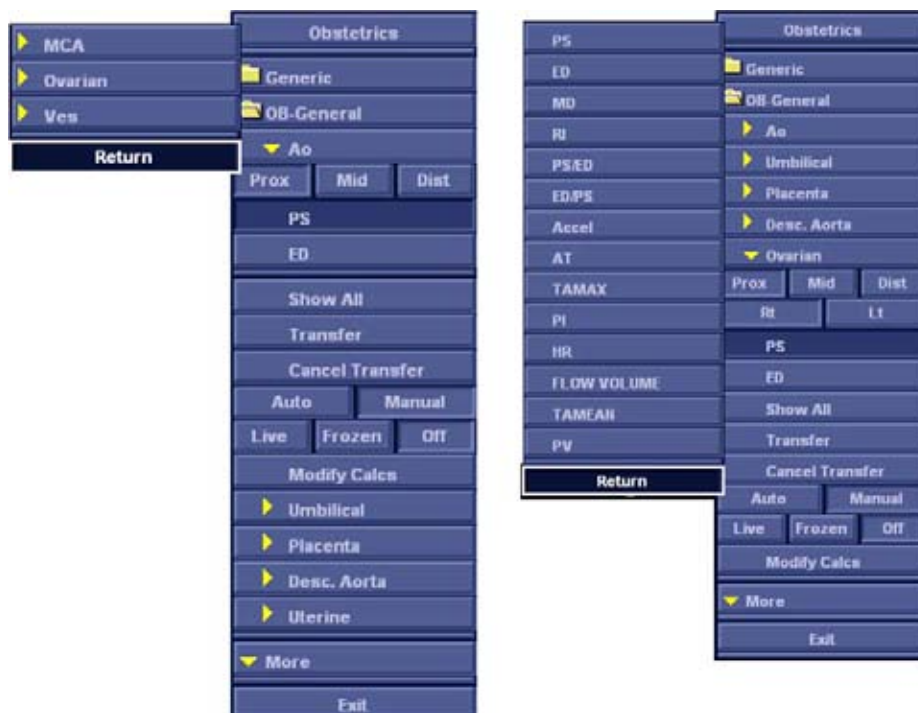 MCA
Ovarian
Ves
Return
Obstetrics
Generic
OB-General
Ao
Prox Mid Dist
PS
ED
Show All
Transfer
Cancel Transfer
Auto Manual
Live Frozen Off
Modify Calcs
Umbilical
Placenta
Desc. Aorta
Uterine
More
Exit
PS
ED
MD
RI
PS/ED
ED/PS
Accel
AT
TAMAX
PI
HR
FLOW VOLUME
TAMEAN
PV
Return
Obstetrics
Generic
OB-General
Ao
Umbilical
Placenta
Desc. Aorta
Ovarian
Prox Mid Dist
Rt Lt
PS
ED
Show All
Transfer
Cancel Transfer
Auto Manual
Live Frozen Off
Modify Calcs
More
Exit